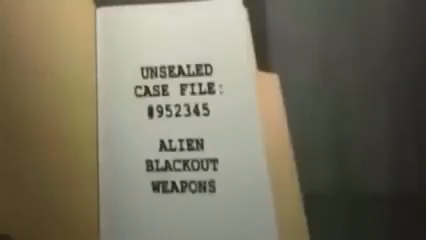 UNSEALED
CASE FILE:
#952345
ALIEN
BLACKOUT
WEAPONS